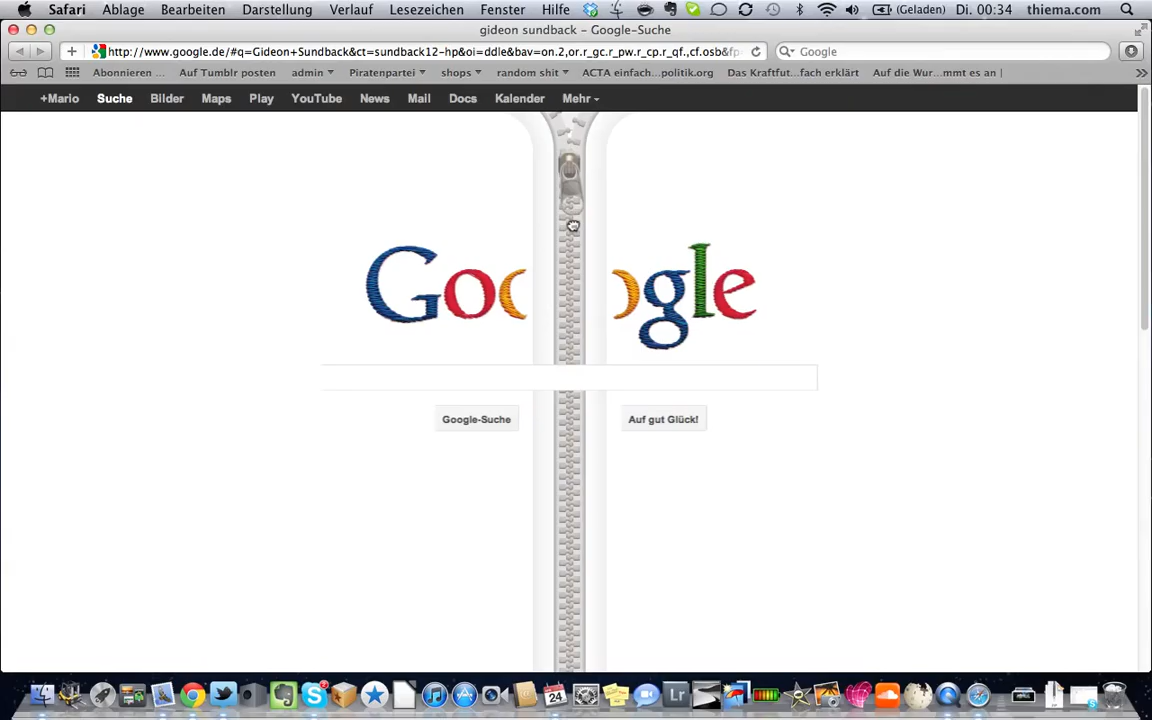 Safari Ablage Bearbeiten Darstellung Verlauf Lesezeichen Fenster Hilfe (Geladen) Di. 00:34 thiema.com
gideon sundback – Google-Suche
http://www.google.de/#q=Gideon+Sundback&ct=sundback12-hp&oi=ddle&bav=on.2,or.r_gc.r_pw.r_cp.r_qf.,cf.osb&fp Google
Abonnieren ... Auf Tumblr posten admin shops Piratenpartei random shit ACTA einfach...politik.org Das Kraftfut...fach erklärt Auf die Wur...mmt es an
+Mario Suche Bilder Maps Play YouTube News Mail Docs Kalender Mehr
Google
Google-Suche Auf gut Glück!
24